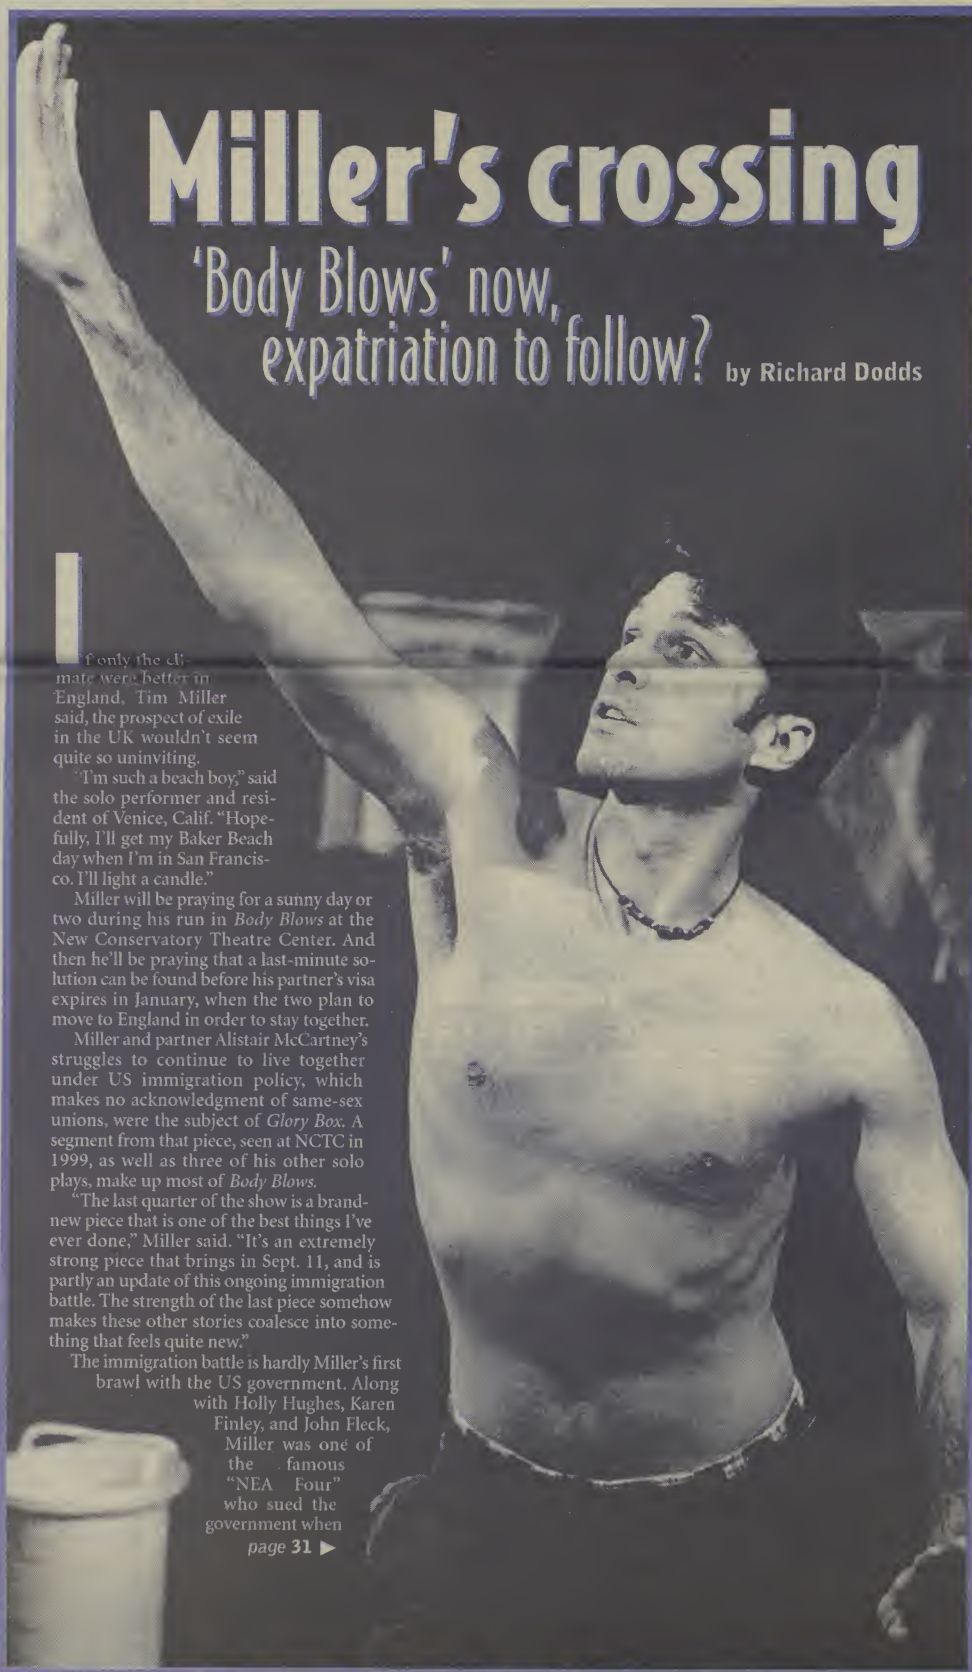 Miller's crossing
'Body Blows' now,
expatriation to follow? by Richard Dodds
If only the cli-
mate were better in
England, Tim Miller
said, the prospect of exile
in the UK wouldn't seem
quite so uninviting.
"I'm such a beach boy," said
the solo performer and resi-
dent of Venice, Calif. "Hope-
fully, I'll get my Baker Beach
day when I'm in San Francis-
co. I'll light a candle."
Miller will be praying for a sunny day or
two during his run in Body Blows at the
New Conservatory Theatre Center. And
then he'll be praying that a last-minute so-
lution can be found before his partner's visa
expires in January, when the two plan to
move to England in order to stay together.
Miller and partner Alistair McCartney's
struggles to continue to live together
under US immigration policy, which
makes no acknowledgment of same-sex
unions, were the subject of Glory Box. A
segment from that piece, seen at NCTC in
1999, as well as three of his other solo
plays, make up most of Body Blows.
"The last quarter of the show is a brand-
new piece that is one of the best things I've
ever done," Miller said. "It's an extremely
strong piece that brings in Sept. 11, and is
partly an update of this ongoing immigration
battle. The strength of the last piece somehow
makes these other stories coalesce into some-
thing that feels quite new."
The immigration battle is hardly Miller's first
brawl with the US government. Along
with Holly Hughes, Karen
Finley, and John Fleck,
Miller was one of
the famous
"NEA Four"
who sued the
government when
page 31 ►